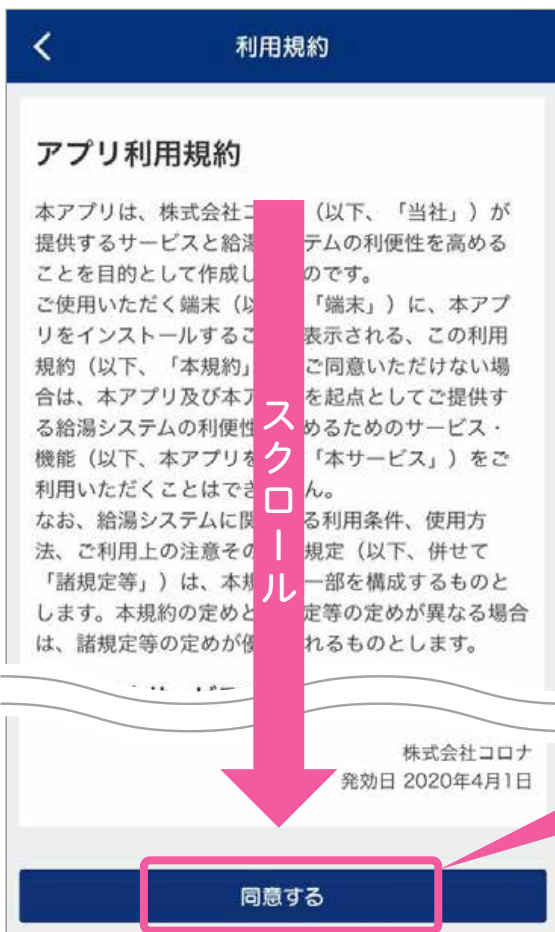 利用規約
アプリ利用規約
本アプリは、株式会社コ （以下、「当社」）が
提供するサービスと給湯 テムの利便性を高める
ことを目的として作成し のです。
ご使用いただく端末（以 「端末」）に、本アプ
リをインストールするこ 表示される、この利用
規約（以下、「本規約」 ご同意いただけない場
合は、本アプリ及び本ア を起点としてご提供す
る給湯システムの利便性 めるためのサービス・
機能（以下、本アプリを 「本サービス」）をご
利用いただくことはでき ん。
なお、給湯システムに関 る利用条件、使用方
法、ご利用上の注意その 規定（以下、併せて
「諸規定等」）は、本規 一部を構成するものと
します。本規約の定めと 定等の定めが異なる場合
は、諸規定等の定めが優 れるものとします。
スクロール
株式会社コロナ
発効日 2020年4月1日
同意する